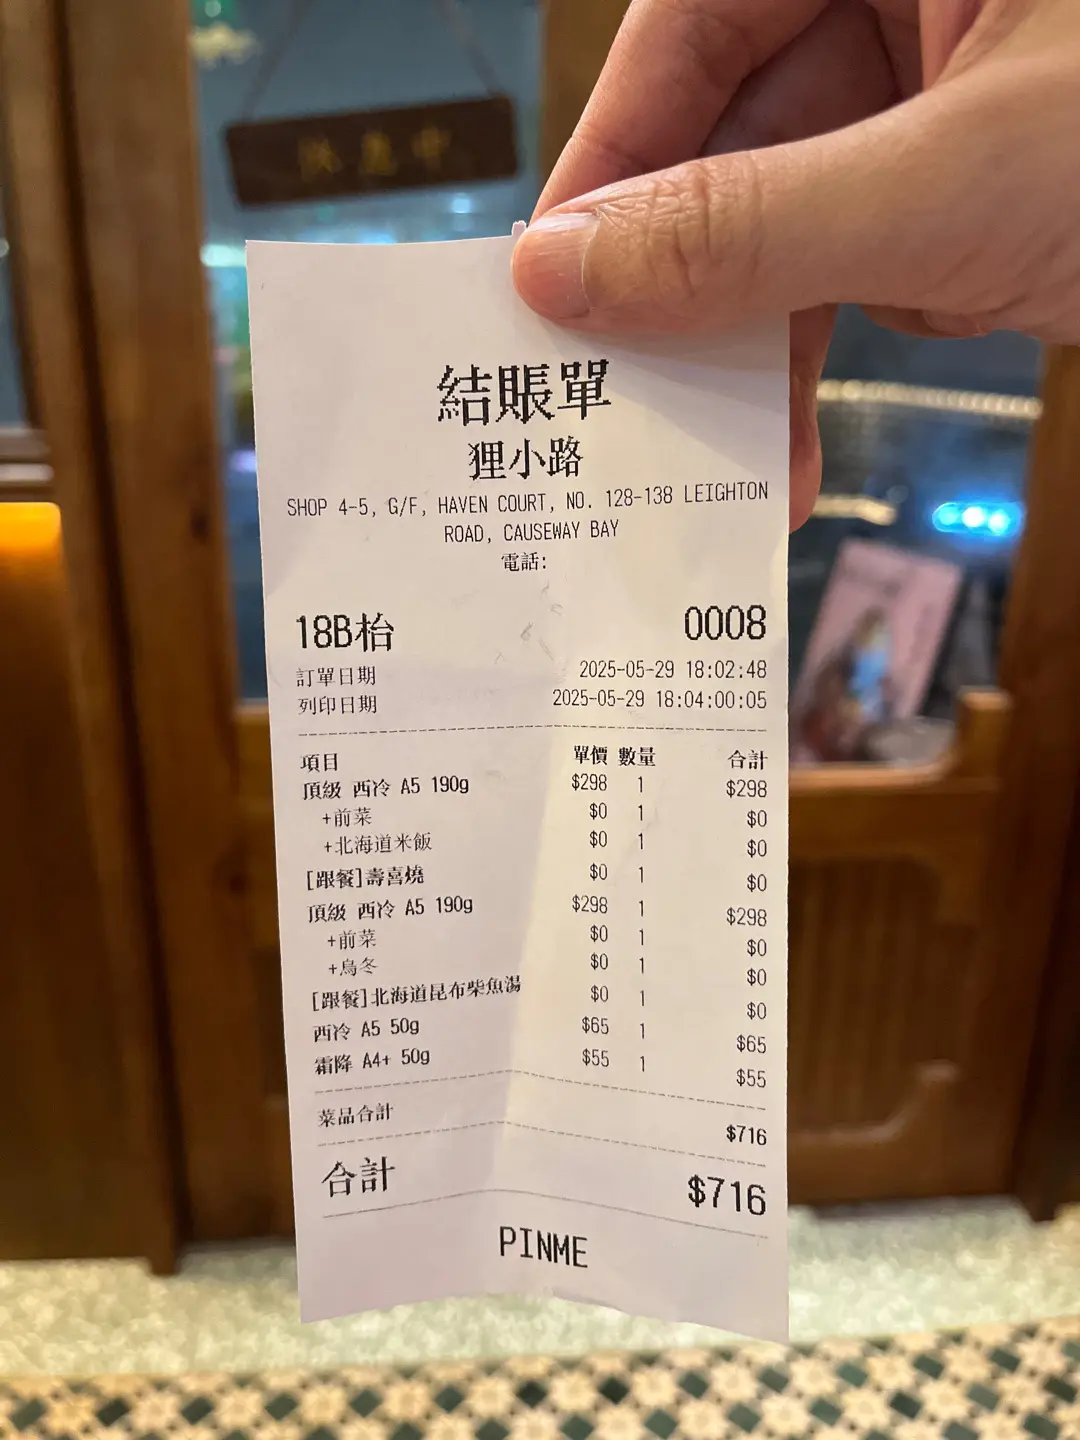 休息中
結賬單
狸小路
SHOP 4-5, G/F, HAVEN COURT, NO. 128-138 LEIGHTON
ROAD, CAUSEWAY BAY
電話:
18B枱 0008
訂單日期 2025-05-29 18:02:48
列印日期 2025-05-29 18:04:00:05
項目 單價 數量 合計
頂級 西冷 A5 190g $298 1 $298
+前菜 $0 1 $0
+北海道米飯 $0 1 $0
[跟餐]壽喜燒 $0 1 $0
頂級 西冷 A5 190g $298 1 $298
+前菜 $0 1 $0
+烏冬 $0 1 $0
[跟餐]北海道昆布柴魚湯 $0 1 $0
西冷 A5 50g $65 1 $65
霜降 A4+ 50g $55 1 $55
菜品合計 $716
合計 $716
PINME